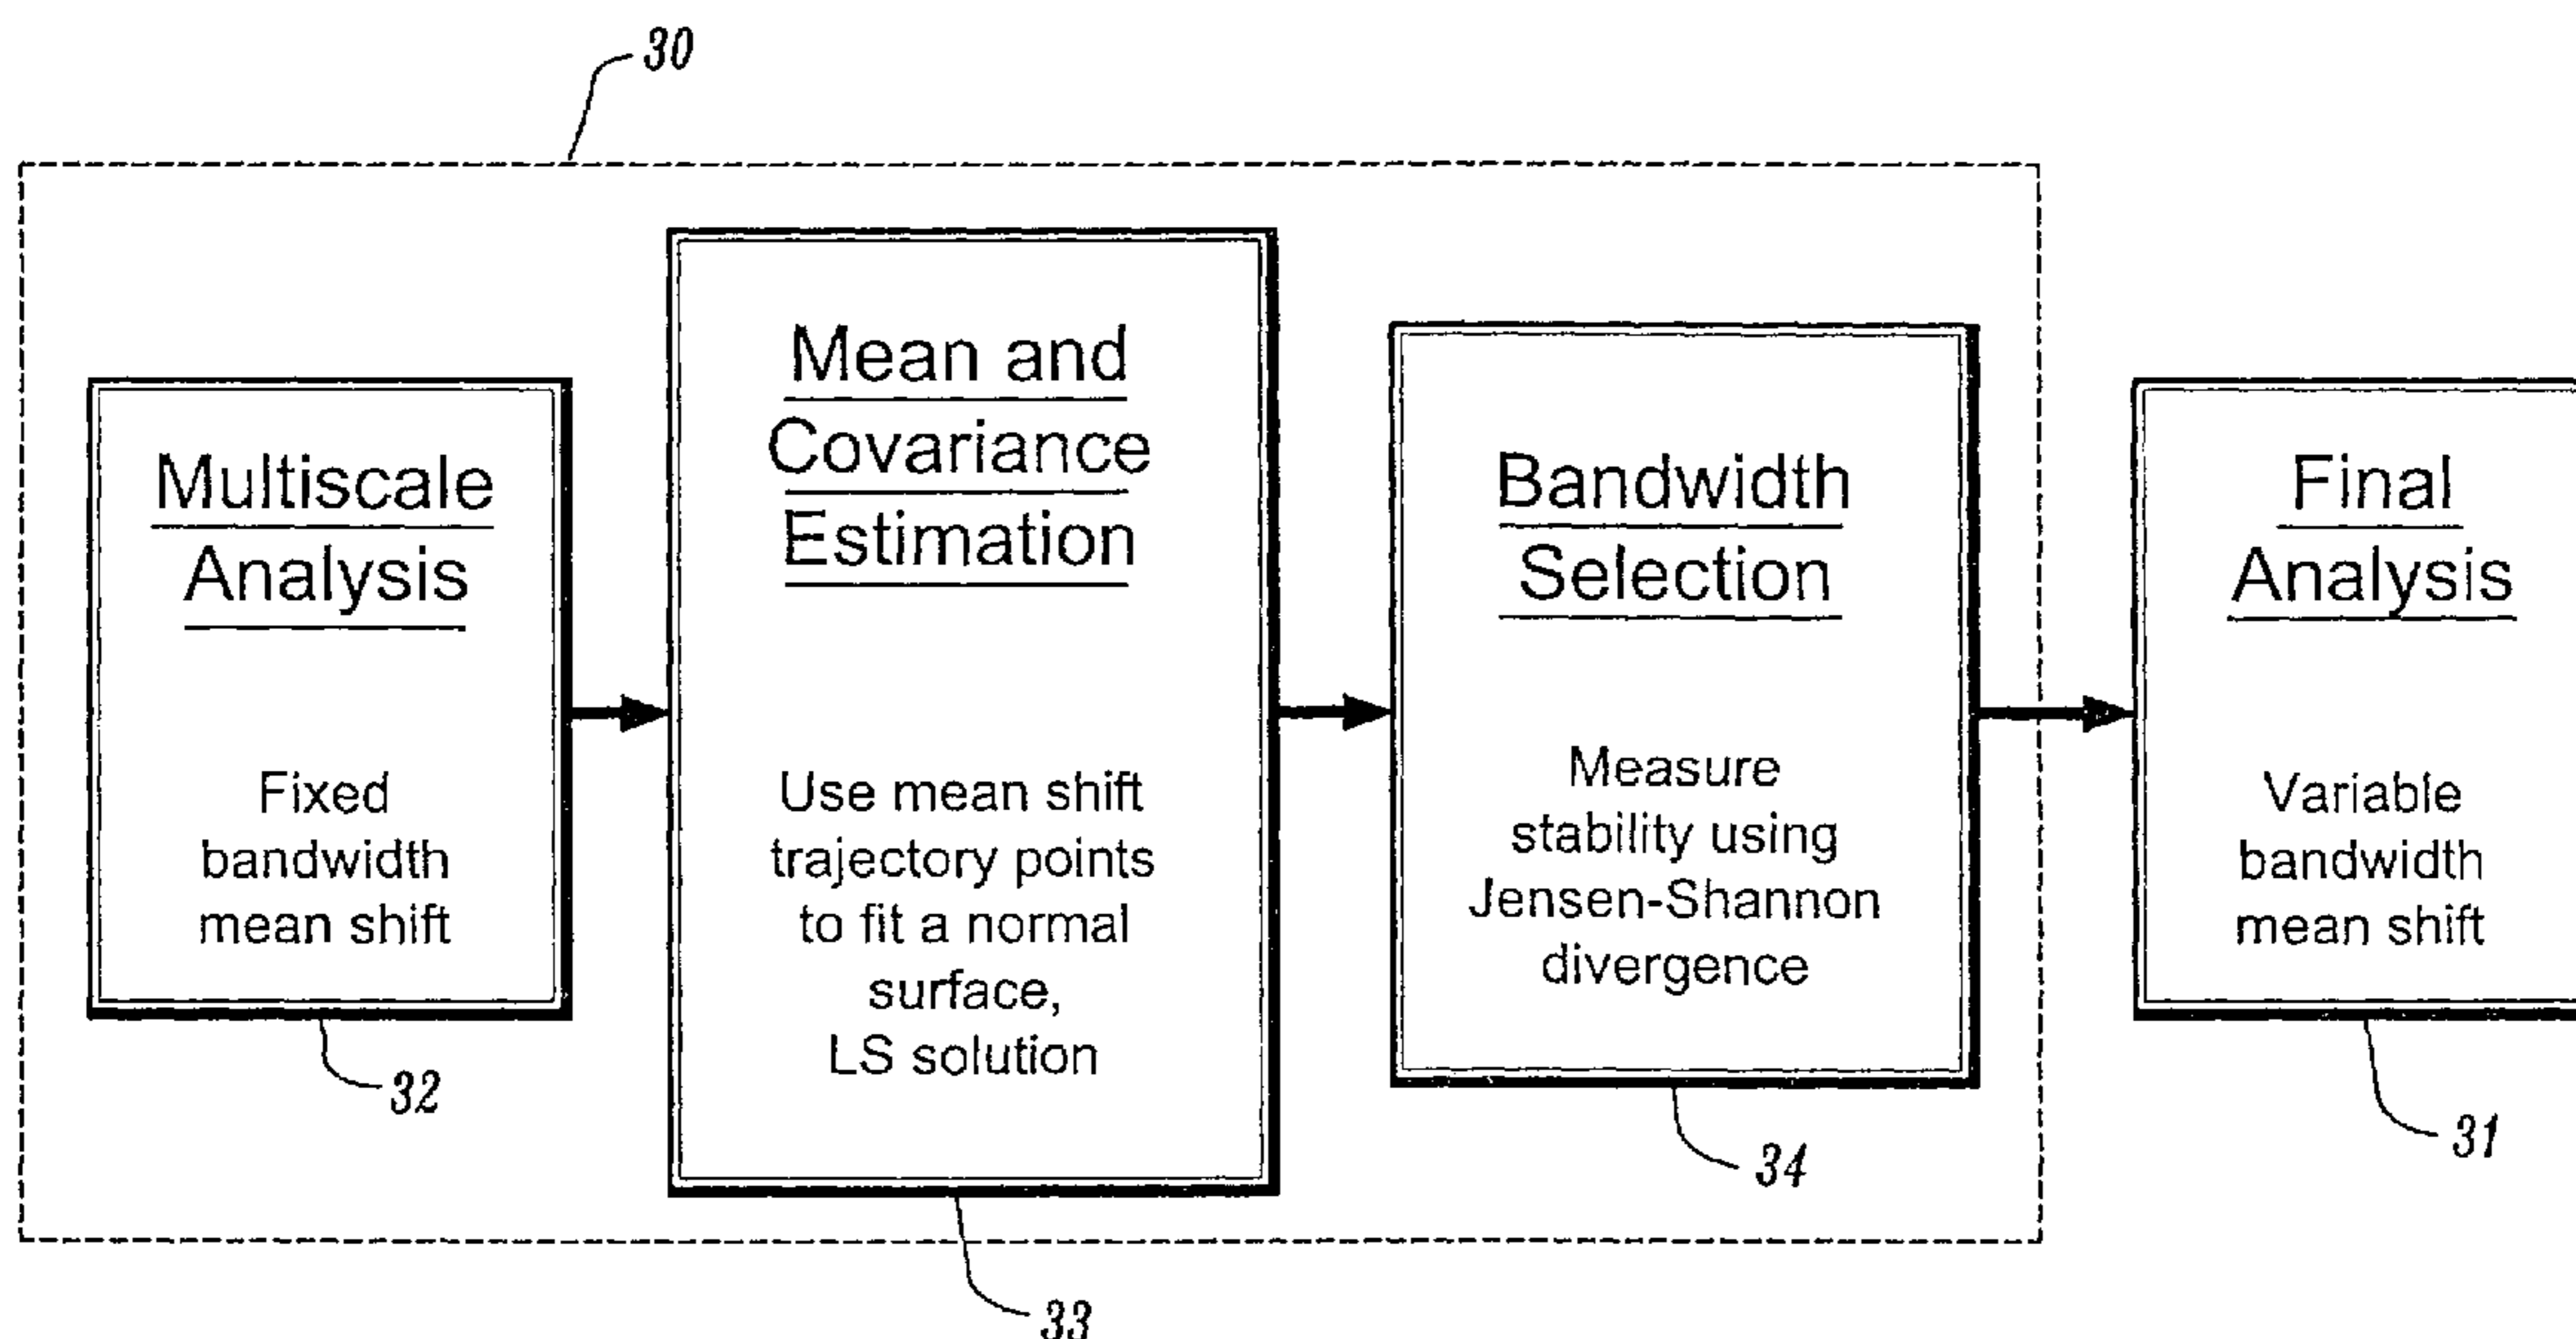 30
Multiscale
Analysis
Fixed
bandwidth
mean shift
32
Mean and
Covariance
Estimation
Use mean shift
trajectory points
to fit a normal
surface,
LS solution
33
Bandwidth
Selection
Measure
stability using
Jensen-Shannon
divergence
34
Final
Analysis
Variable
bandwidth
mean shift
31